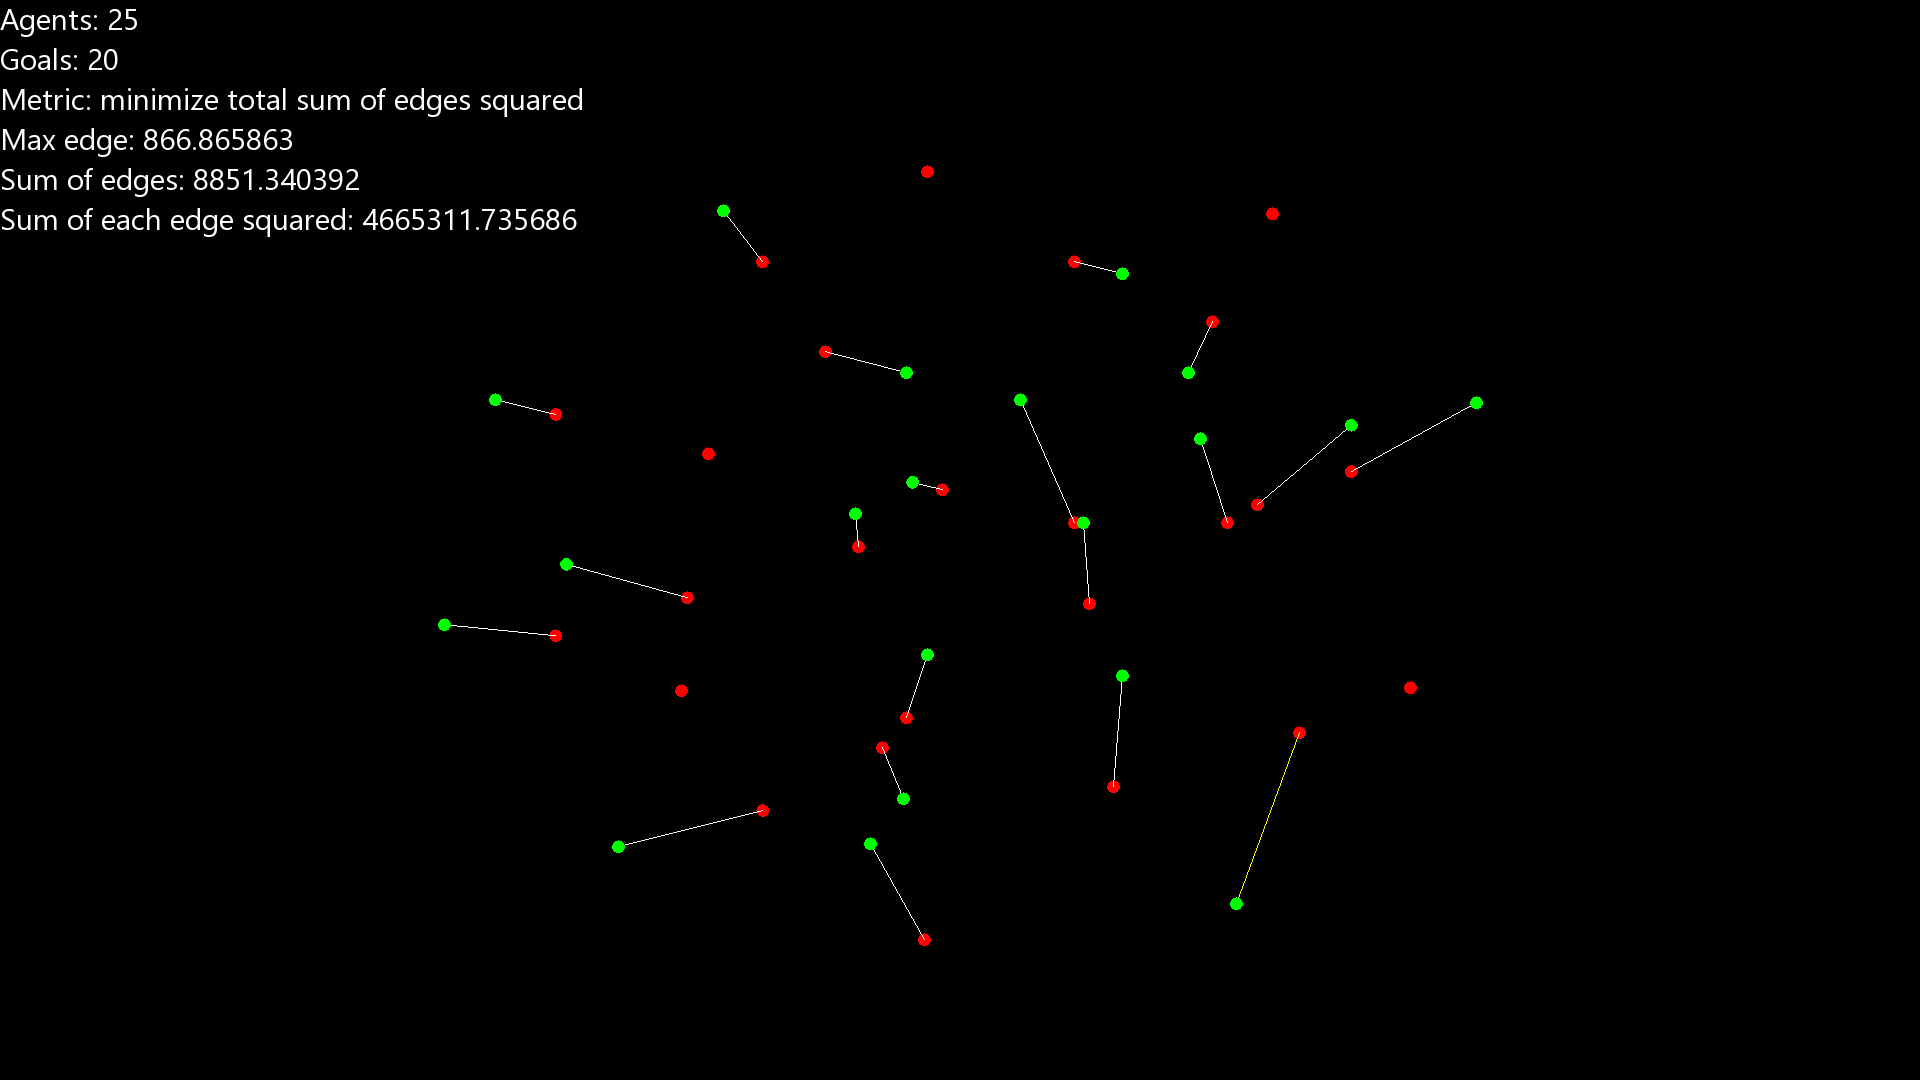 Agents: 25
Goals: 20
Metric: minimize total sum of edges squared
Max edge: 866.865863
Sum of edges: 8851.340392
Sum of each edge squared: 4665311.735686